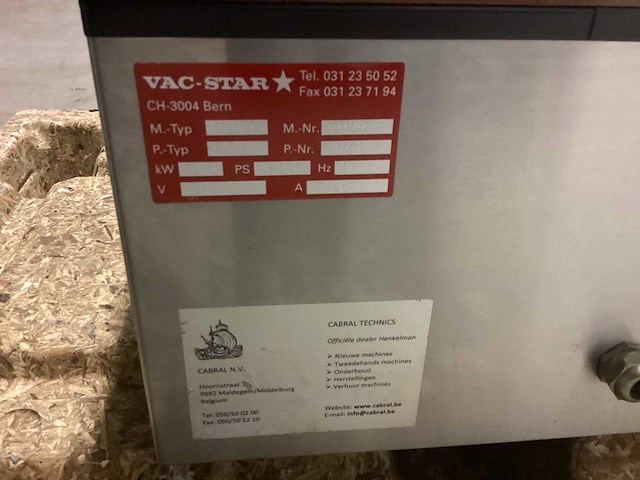 VAC-STAR Tel. 031 23 50 52
Fax 031 23 71 94
CH-3004 Bern
M.-Typ M.-Nr.
P.-Typ P.-Nr.
kW PS Hz
V A
CABRAL N.V.
Hoornstraat
9992 Maldegem/Middelburg
Belgium
Tel: 050/50 02 00
Fax: 050/50 12 10
CABRAL TECHNICS
Officiële dealer Henkelman
➢ Nieuwe machines
➢ Tweedehands machines
➢ Onderhoud
➢ Herstellingen
➢ Verhuur machines
Website: www.cabral.be
E-mail: info@cabral.be